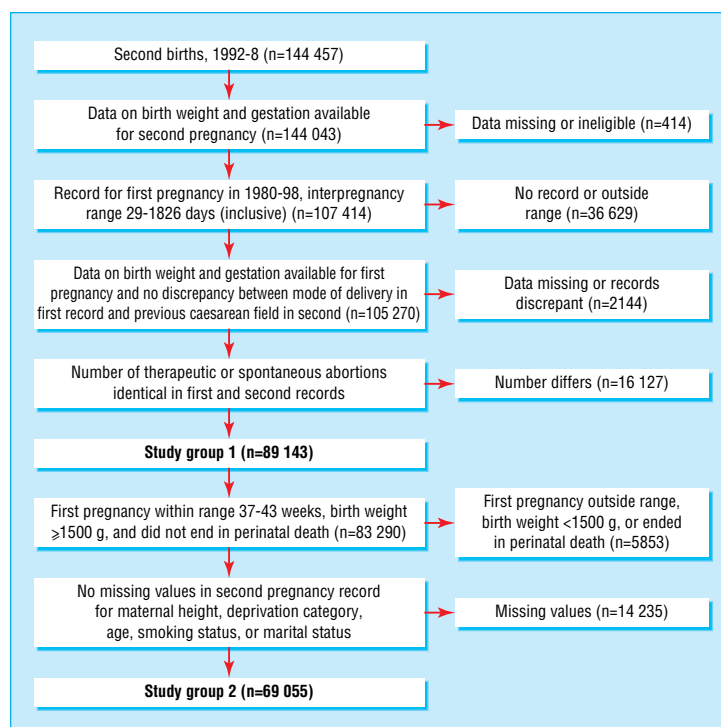 Second births, 1992-8 (n=144 457)
Data on birth weight and gestation available
for second pregnancy (n=144 043)
Data missing or ineligible (n=414)
Record for first pregnancy in 1980-98, interpregnancy
range 29-1826 days (inclusive) (n=107 414)
No record or outside
range (n=36 629)
Data on birth weight and gestation available for first
pregnancy and no discrepancy between mode of delivery in
first record and previous caesarean field in second (n=105 270)
Data missing or records
discrepant (n=2144)
Number of therapeutic or spontaneous abortions
identical in first and second records
Number differs (n=16 127)
Study group 1 (n=89 143)
First pregnancy within range 37-43 weeks, birth weight
⩾1500 g, and did not end in perinatal death (n=83 290)
First pregnancy outside range,
birth weight <1500 g, or ended
in perinatal death (n=5853)
No missing values in second pregnancy record
for maternal height, deprivation category,
age, smoking status, or marital status
Missing values (n=14 235)
Study group 2 (n=69 055)